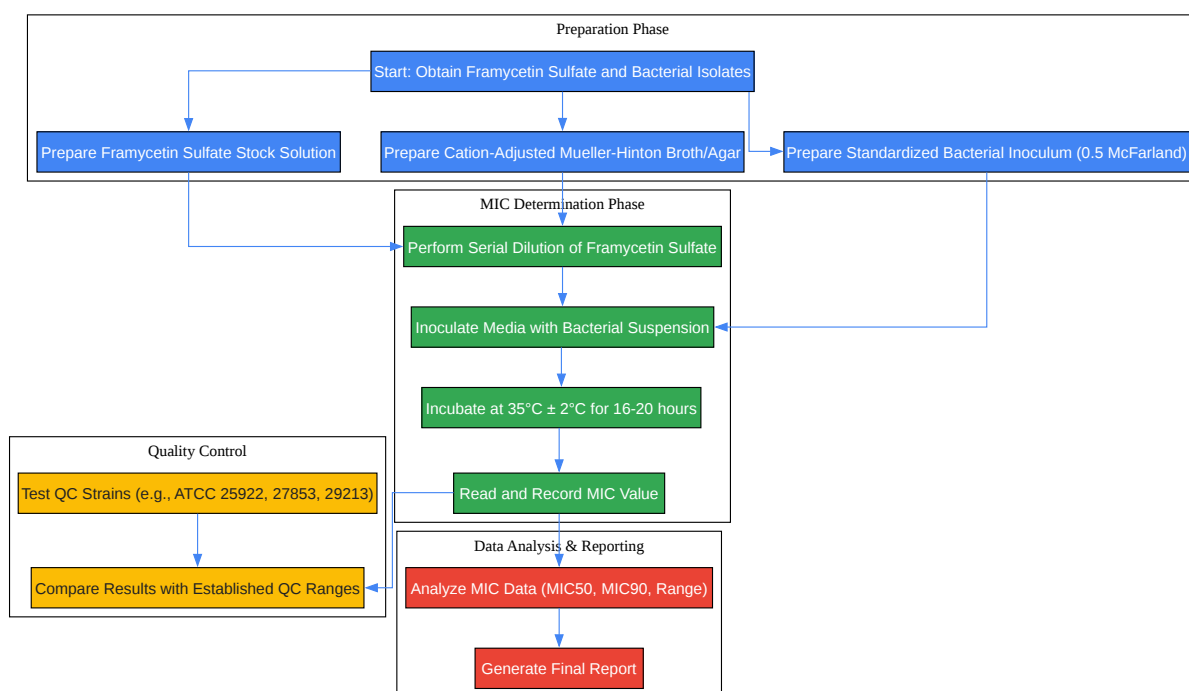 Preparation Phase
Start: Obtain Framycetin Sulfate and Bacterial Isolates
Prepare Framycetin Sulfate Stock Solution
Prepare Cation-Adjusted Mueller-Hinton Broth/Agar
Prepare Standardized Bacterial Inoculum (0.5 McFarland)
MIC Determination Phase
Perform Serial Dilution of Framycetin Sulfate
Inoculate Media with Bacterial Suspension
Incubate at 35°C ± 2°C for 16-20 hours
Read and Record MIC Value
Quality Control
Test QC Strains (e.g., ATCC 25922, 27853, 29213)
Compare Results with Established QC Ranges
Data Analysis & Reporting
Analyze MIC Data (MIC50, MIC90, Range)
Generate Final Report